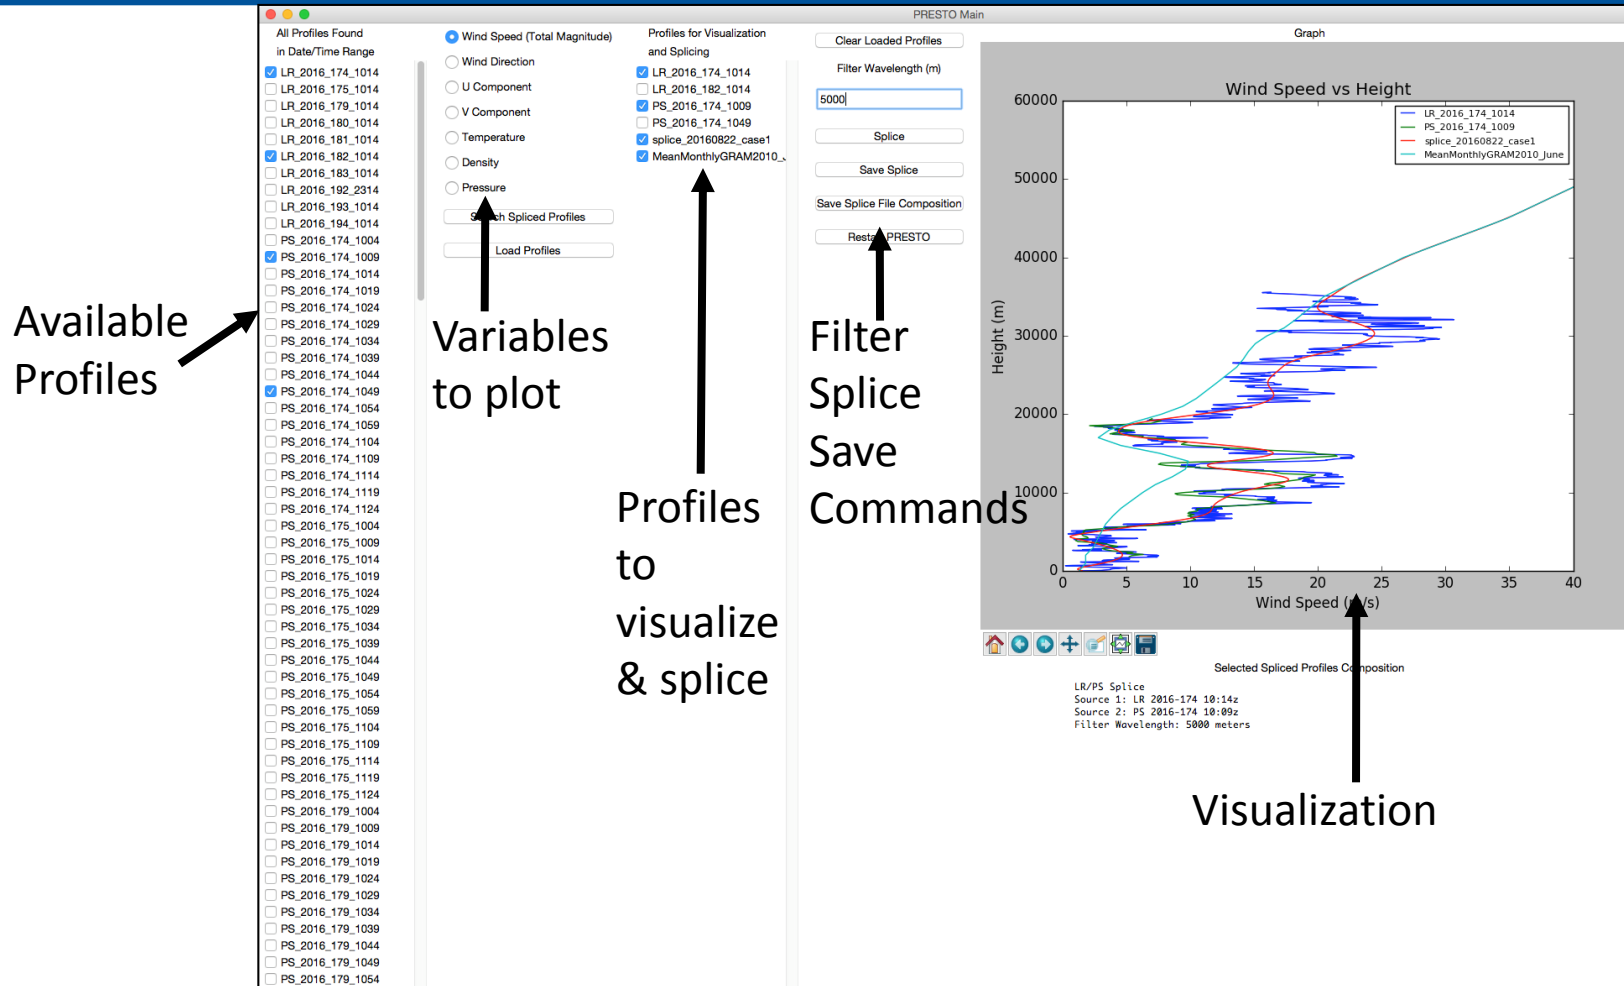 PRESTO Main
All Profiles Found
in Date/Time Range
LR_2016_174_1014
LR_2016_175_1014
LR_2016_179_1014
LR_2016_180_1014
LR_2016_181_1014
LR_2016_182_1014
LR_2016_183_1014
LR_2016_192_2314
LR_2016_193_1014
LR_2016_194_1014
PS_2016_174_1004
PS_2016_174_1009
PS_2016_174_1014
PS_2016_174_1019
PS_2016_174_1024
PS_2016_174_1029
PS_2016_174_1034
PS_2016_174_1039
PS_2016_174_1044
PS_2016_174_1049
PS_2016_174_1054
PS_2016_174_1059
PS_2016_174_1104
PS_2016_174_1109
PS_2016_174_1114
PS_2016_174_1119
PS_2016_174_1124
PS_2016_175_1004
PS_2016_175_1009
PS_2016_175_1014
PS_2016_175_1019
PS_2016_175_1024
PS_2016_175_1029
PS_2016_175_1034
PS_2016_175_1039
PS_2016_175_1044
PS_2016_175_1049
PS_2016_175_1054
PS_2016_175_1059
PS_2016_175_1104
PS_2016_175_1109
PS_2016_175_1114
PS_2016_175_1119
PS_2016_175_1124
PS_2016_179_1004
PS_2016_179_1009
PS_2016_179_1014
PS_2016_179_1019
PS_2016_179_1024
PS_2016_179_1029
PS_2016_179_1034
PS_2016_179_1039
PS_2016_179_1044
PS_2016_179_1049
PS_2016_179_1054
Available
Profiles
Wind Speed (Total Magnitude)
Wind Direction
U Component
V Component
Temperature
Density
Pressure
Spliced Profiles
Load Profiles
Variables
to plot
Profiles for Visualization
and Splicing
LR_2016_174_1014
LR_2016_182_1014
PS_2016_174_1009
PS_2016_174_1049
splice_20160822_case1
MeanMonthlyGRAM2010_
Profiles
to
visualize
& splice
Clear Loaded Profiles
Filter Wavelength (m)
5000
Splice
Save Splice
Save Splice File Composition
Restart PRESTO
Filter
Splice
Save
Commands
Graph
Wind Speed vs Height
LR_2016_174_1014
PS_2016_174_1009
splice_20160822_case1
MeanMonthlyGRAM2010_June
60000
50000
40000
30000
20000
10000
0
Height (m)
0 5 10 15 20 25 30 35 40
Wind Speed (m/s)
Selected Spliced Profiles Composition
LR/PS Splice
Source 1: LR 2016-174 10:14z
Source 2: PS 2016-174 10:09z
Filter Wavelength: 5000 meters
Visualization